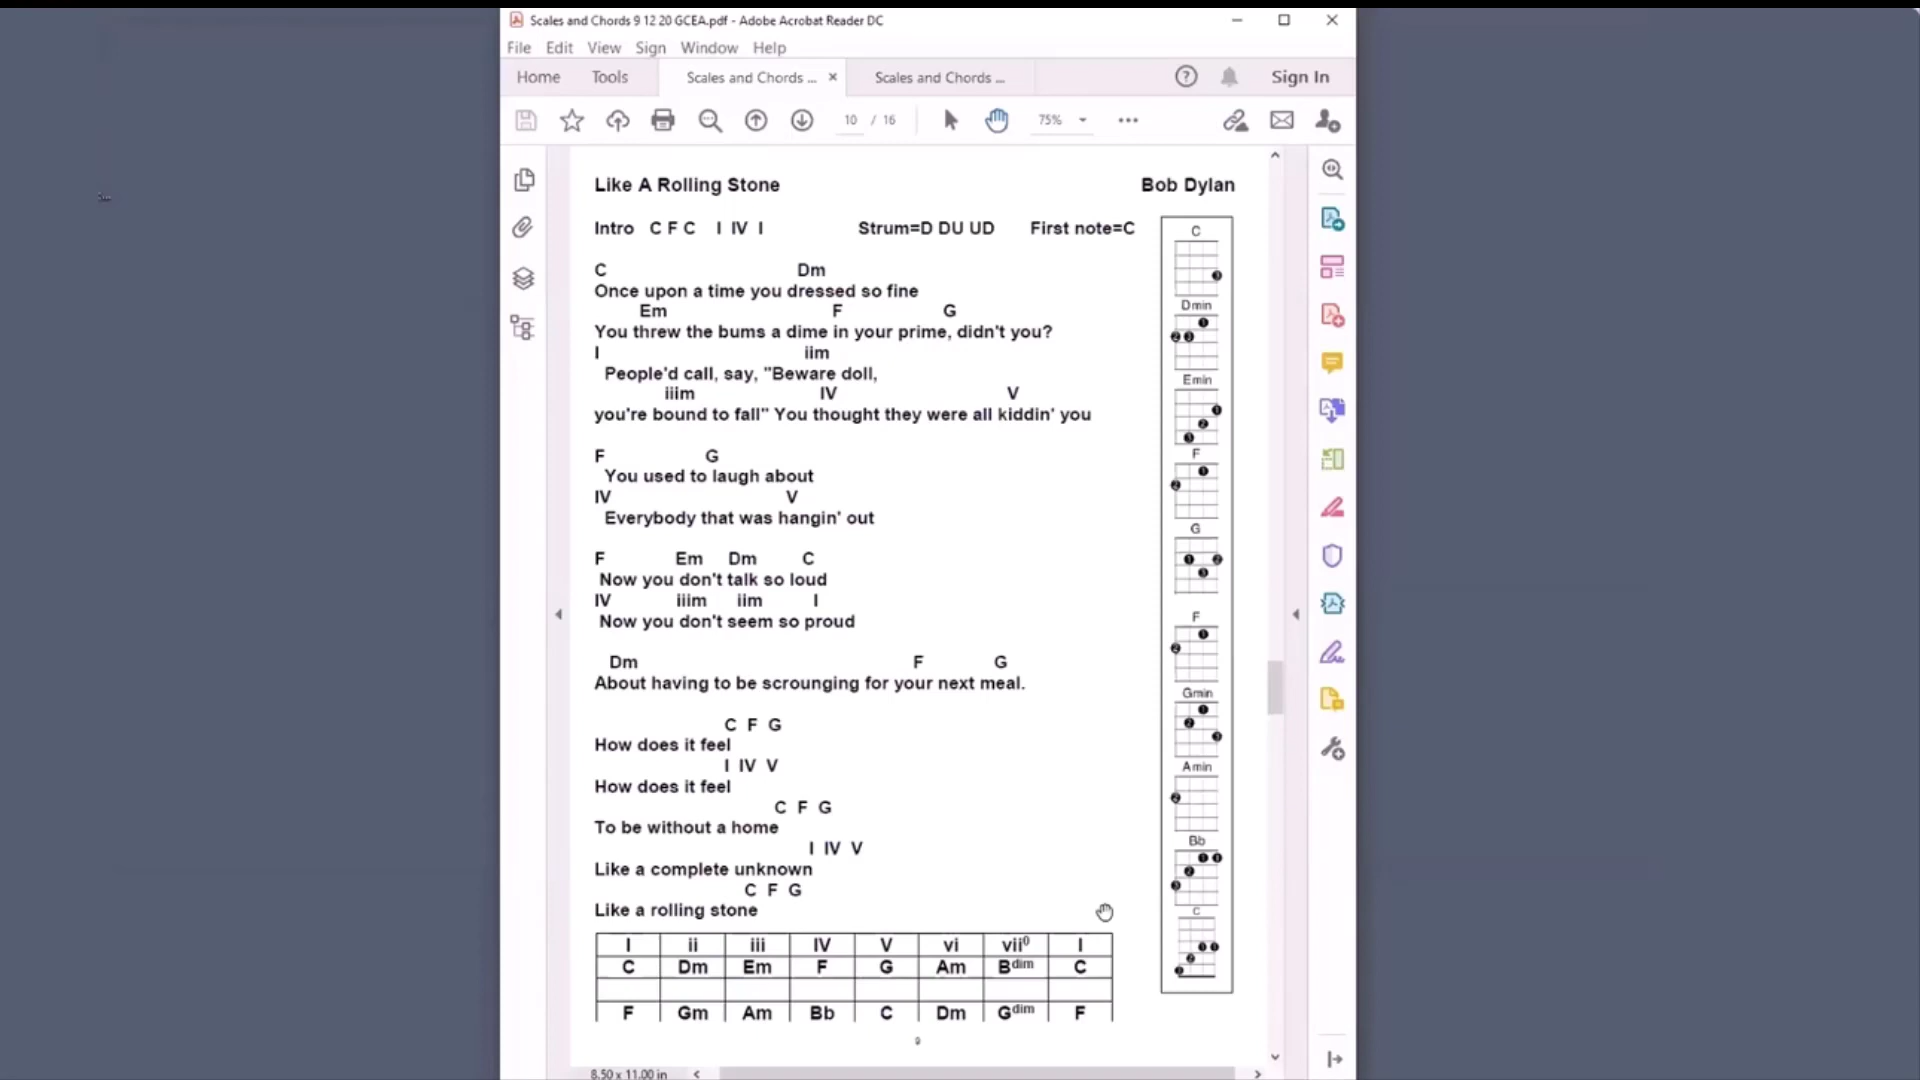 Scales and Chords 9 12 20 GCEA.pdf - Adobe Acrobat Reader DC
File Edit View Sign Window Help
Home Tools Scales and Chords ... × Scales and Chords ... Sign In
10 / 16 75%
Like A Rolling Stone Bob Dylan
Intro C F C I IV I Strum=D DU UD First note=C
C Dm
Once upon a time you dressed so fine
Em F G
You threw the bums a dime in your prime, didn't you?
I iim
People'd call, say, "Beware doll,
iiim IV V
you're bound to fall" You thought they were all kiddin' you
F G
You used to laugh about
IV V
Everybody that was hangin' out
F Em Dm C
Now you don't talk so loud
IV iiim iim I
Now you don't seem so proud
Dm F G
About having to be scrounging for your next meal.
C F G
How does it feel
I IV V
How does it feel
C F G
To be without a home
I IV V
Like a complete unknown
C F G
Like a rolling stone
I ii iii IV V vi vii⁰ I
C Dm Em F G Am Bdim C
F Gm Am Bb C Dm Gdim F
9
C
Dmin
Emin
F
G
F
Gmin
Amin
Bb
C
8.50 x 11.00 in